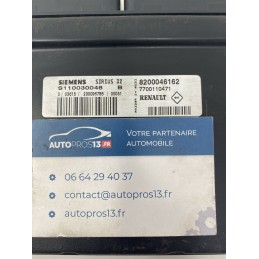 SIEMENS SIRIUS 32
S110030048 B
8200046162
7700110471
RENAULT
AUTOPROS13.FR
VOTRE PARTENAIRE
AUTOMOBILE
06 64 29 40 37
contact@autopros13.fr
autopros13.fr